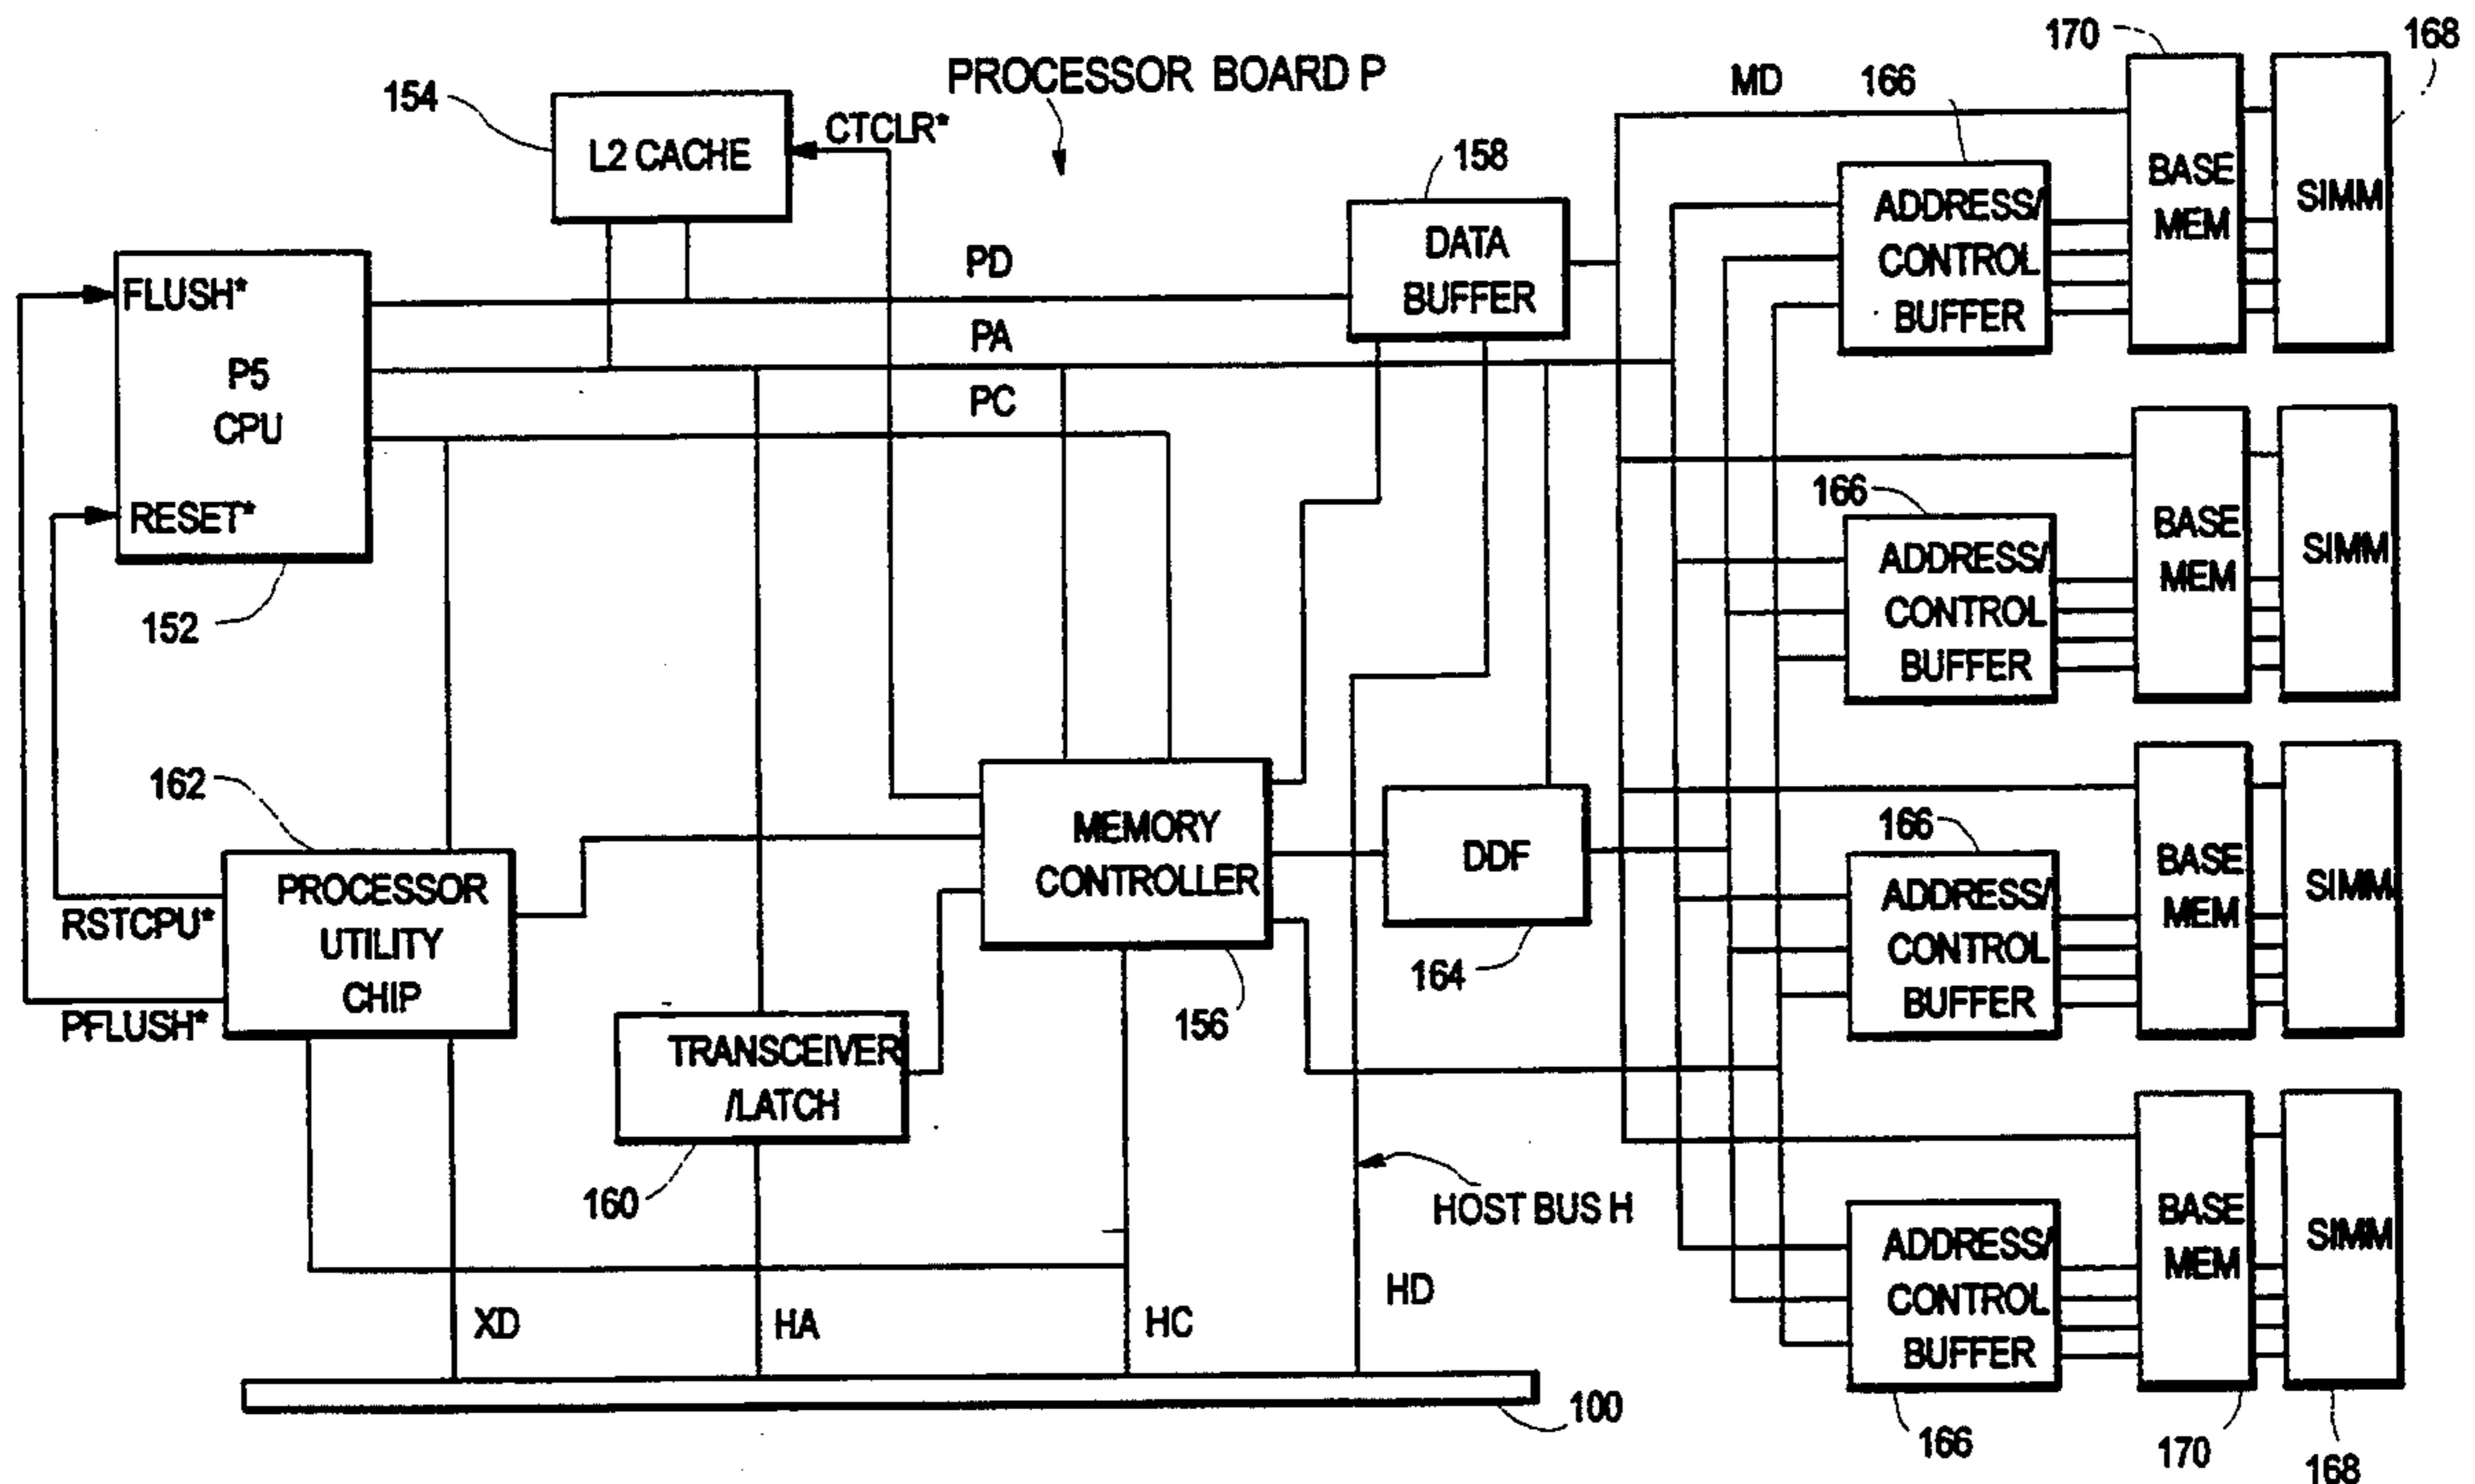 PROCESSOR BOARD P
154
L2 CACHE
CTCLR*
158
DATA
BUFFER
MD
166
170
168
ADDRESS/
CONTROL
BUFFER
BASE
MEM
SIMM
FLUSH*
P5
CPU
RESET*
152
PD
PA
PC
166
ADDRESS/
CONTROL
BUFFER
BASE
MEM
SIMM
162
PROCESSOR
UTILITY
CHIP
RSTCPU*
PFLUSH*
MEMORY
CONTROLLER
156
DDF
164
166
ADDRESS/
CONTROL
BUFFER
BASE
MEM
SIMM
TRANSCEIVER
/LATCH
160
HOST BUS H
XD
HA
HC
HD
100
ADDRESS/
CONTROL
BUFFER
BASE
MEM
SIMM
166
170
168